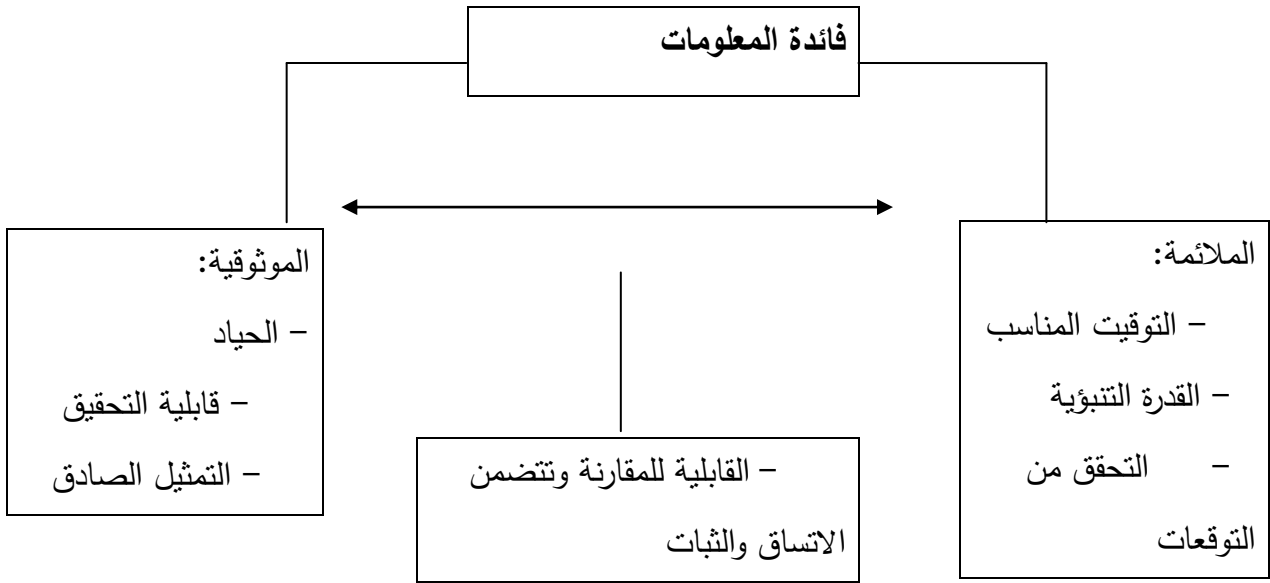 فائدة المعلومات
الملائمة:
– التوقيت المناسب
– القدرة التنبؤية
– التحقق من
التوقعات
الموثوقية:
– الحياد
– قابلية التحقيق
– التمثيل الصادق
– القابلية للمقارنة وتتضمن
الاتساق والثبات